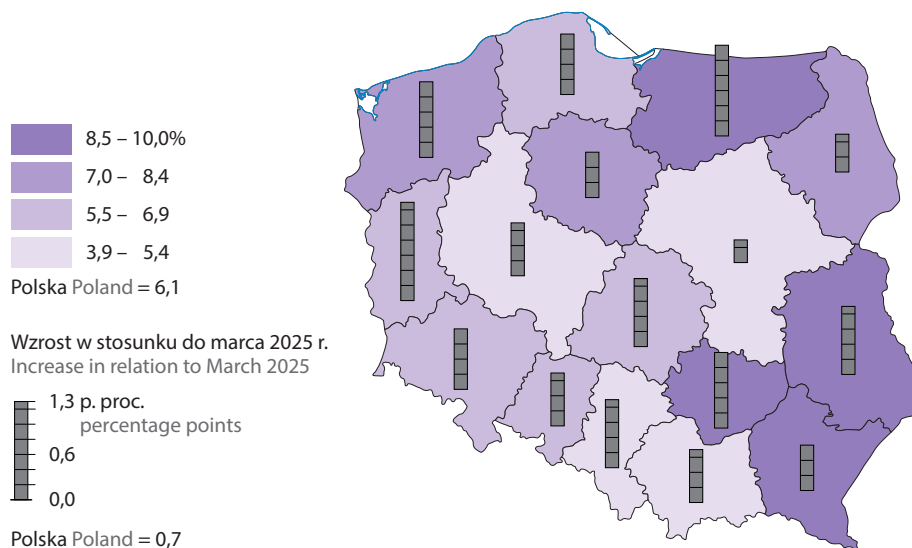 8,5 – 10,0%
7,0 – 8,4
5,5 – 6,9
3,9 – 5,4
Polska Poland = 6,1
Wzrost w stosunku do marca 2025 r.
Increase in relation to March 2025
1,3 p. proc.
percentage points
0,6
0,0
Polska Poland = 0,7